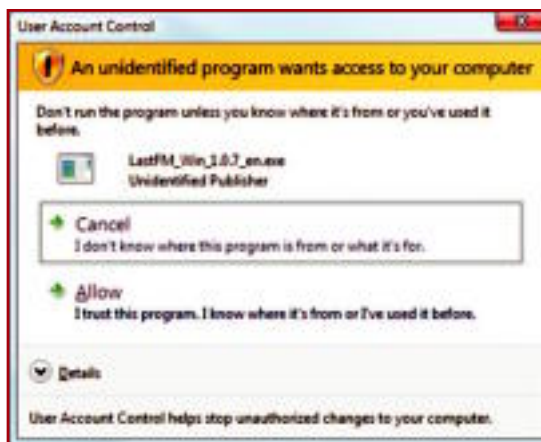 User Account Control
An unidentified program wants access to your computer
Don't run the program unless you know where it's from or you've used it
before.
LastFM_Win_1.0.7_en.exe
Unidentified Publisher
Cancel
I don't know where this program is from or what it's for.
Allow
I trust this program. I know where it's from or I've used it before.
Details
User Account Control helps stop unauthorized changes to your computer.